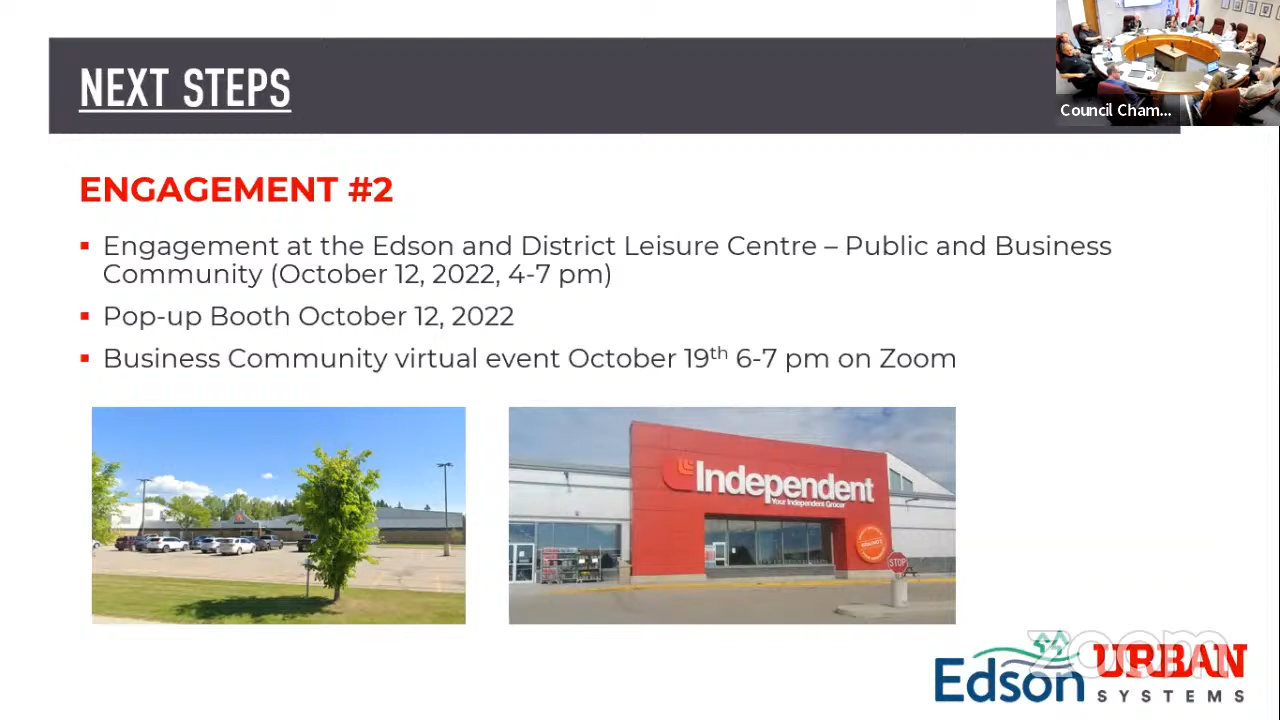 NEXT STEPS
Council Cham...
ENGAGEMENT #2
▪ Engagement at the Edson and District Leisure Centre – Public and Business
Community (October 12, 2022, 4-7 pm)
▪ Pop-up Booth October 12, 2022
▪ Business Community virtual event October 19th 6-7 pm on Zoom
Independent
Your Independent Grocer
STOP
zoom
Edson
URBAN
SYSTEMS